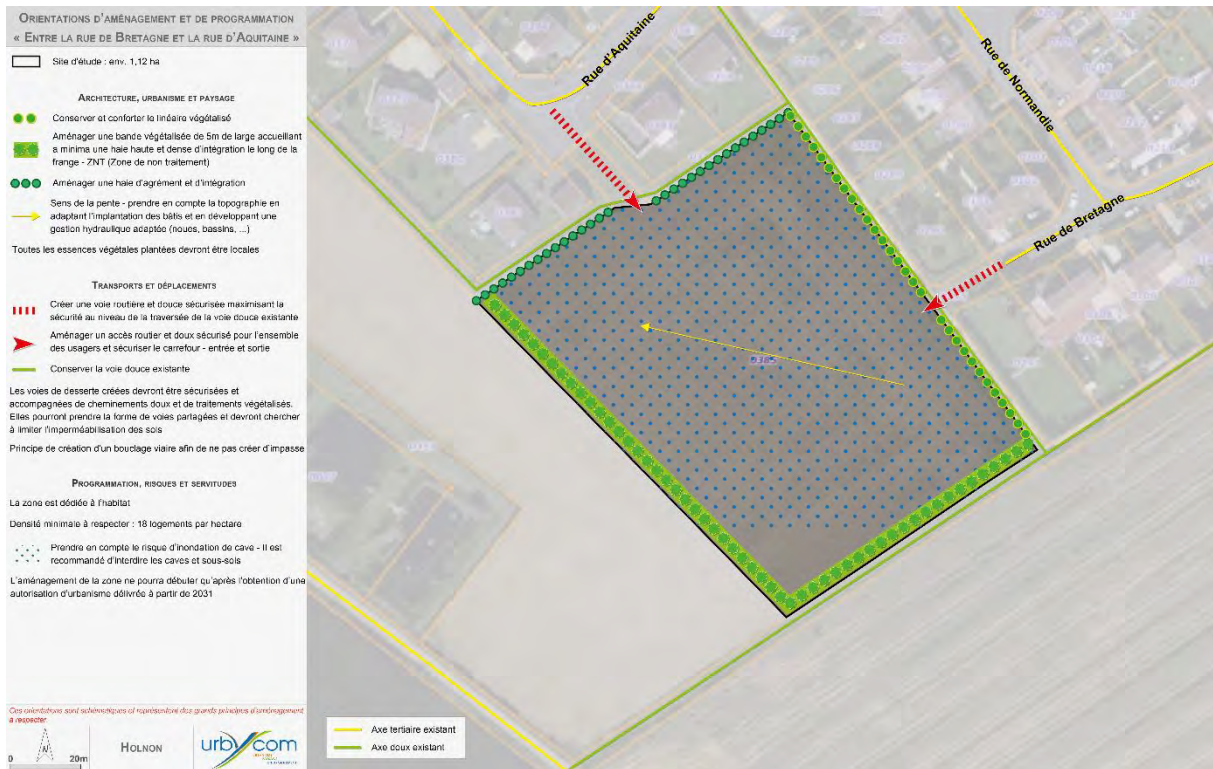 ORIENTATIONS D'AMÉNAGEMENT ET DE PROGRAMMATION
« ENTRE LA RUE DE BRETAGNE ET LA RUE D'AQUITAINE »
Site d'étude : env. 1,12 ha
ARCHITECTURE, URBANISME ET PAYSAGE
Conserver et conforter le linéaire végétalisé
Aménager une bande végétalisée de 5m de large accueillant
a minima une haie haute et dense d'intégration le long de la
frange - ZNT (Zone de non traitement)
Aménager une haie d'agrément et d'intégration
Sens de la pente - prendre en compte la topographie en
adaptant l'implantation des bâtis et en développant une
gestion hydraulique adaptée (noues, bassins, ...)
Toutes les essences végétales plantées devront être locales
TRANSPORTS ET DÉPLACEMENTS
Créer une voie routière et douce sécurisée maximisant la
sécurité au niveau de la traversée de la voie douce existante
Aménager un accès routier et doux sécurisé pour l'ensemble
des usagers et sécuriser le carrefour - entrée et sortie
Conserver la voie douce existante
Les voies de desserte créées devront être sécurisées et
accompagnées de cheminements doux et de traitements végétalisés.
Elles pourront prendre la forme de voies partagées et devront chercher
à limiter l'imperméabilisation des sols
Principe de création d'un bouclage viaire afin de ne pas créer d'impasse
PROGRAMMATION, RISQUES ET SERVITUDES
La zone est dédiée à l'habitat
Densité minimale à respecter : 18 logements par hectare
Prendre en compte le risque d'inondation de cave - Il est
recommandé d'interdire les caves et sous-sols
L'aménagement de la zone ne pourra débuter qu'après l'obtention d'une
autorisation d'urbanisme délivrée à partir de 2031
Ces orientations sont schématiques et représentent des grands principes d'aménagement
à respecter
N
0 20m
HOLNON
urbycom
Rue d'Aquitaine
Rue de Normandie
Rue de Bretagne
Axe tertiaire existant
Axe doux existant